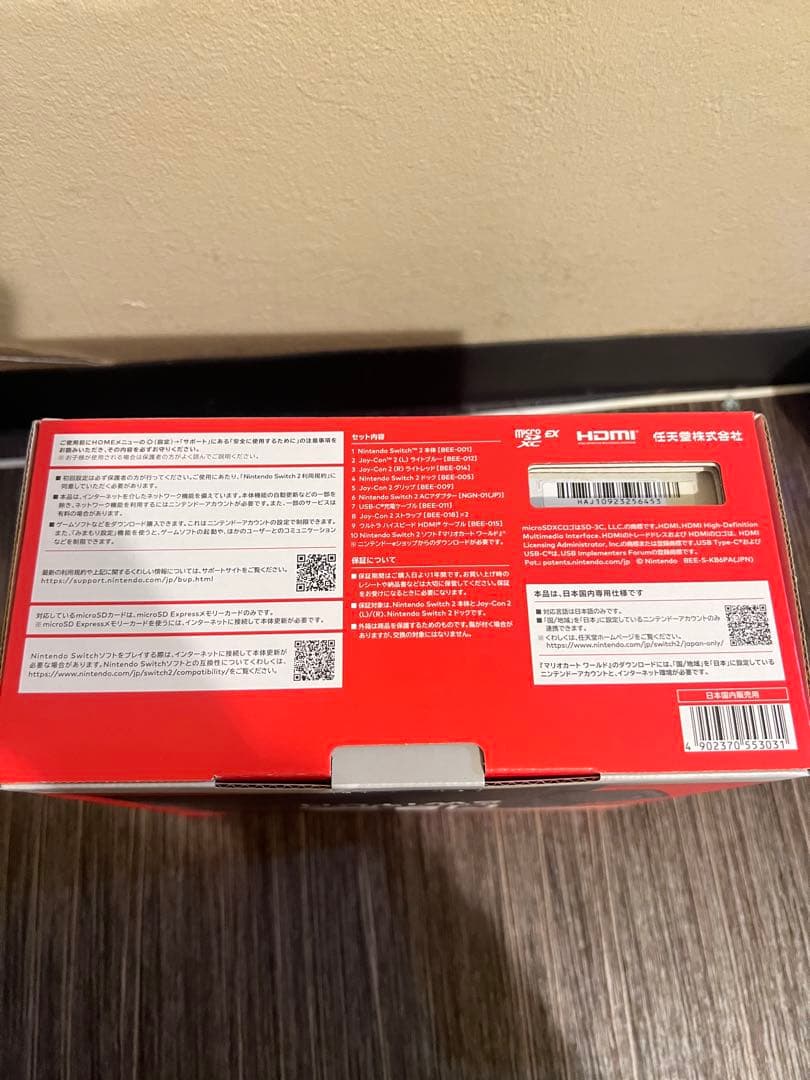 ご使用前にHOMEメニューの (設定)→「サポート」にある「安全に使用するために」の注意事項を
お読みいただき、その内容を必ずお守りください。
※お子様が使用される場合は保護者の方がよく読んでご説明ください。
■ 初回設定は必ず保護者の方が行ってください。ご使用にあたり、「Nintendo Switch 2 利用規約」に
同意していただく必要があります。
■ 本品は、インターネットを介したネットワーク機能を備えています。本体機能の自動更新などの一部を
除き、ネットワーク機能を利用するにはニンテンドーアカウントが必要です。また、一部のサービスは
有料の場合があります。
■ ゲームソフトなどをダウンロード購入できます。これはニンテンドーアカウントの設定で制限できます。
また、「みまもり設定」機能を使うと、ゲームソフトの起動や、ほかのユーザーとのコミュニケーション
などを制限できます。
最新の利用規約や上記に関するくわしい情報については、サポートサイトをご覧ください。
https://support.nintendo.com/jp/bup.html
対応しているmicroSDカードは、microSD Expressメモリーカードのみです。
※microSD Expressメモリーカードを使うには、インターネットに接続して本体更新が必要です。
Nintendo Switchソフトをプレイする際は、インターネットに接続して本体更新が
必要な場合があります。Nintendo Switchソフトとの互換性についてくわしくは、
https://www.nintendo.com/jp/switch2/compatibility/をご覧ください。
セット内容
1 Nintendo Switch™ 2 本体 [BEE-001]
2 Joy-Con™ 2 (L) ライトブルー [BEE-012]
3 Joy-Con 2 (R) ライトレッド [BEE-014]
4 Nintendo Switch 2 ドック [BEE-005]
5 Joy-Con 2 グリップ [BEE-009]
6 Nintendo Switch 2 ACアダプター [NGN-01(JP)]
7 USB-C®充電ケーブル [BEE-011]
8 Joy-Con 2 ストラップ [BEE-018]×2
9 ウルトラ ハイスピード HDMI®ケーブル [BEE-015]
10 Nintendo Switch 2 ソフト『マリオカート ワールド』※
※ ニンテンドーeショップからのダウンロードが必要です。
保証について
■ 保証期間はご購入日より1年間です。お買い上げ時の
レシートや納品書などは大切に保管してください。保証
をお受けになるときに必要になります。
■ 保証対象は、Nintendo Switch 2 本体とJoy-Con 2
(L)/(R)、Nintendo Switch 2 ドックです。
■ 外箱は商品を保護するためのものです。傷が付く場合が
ありますが、交換の対象にはなりません。
micro SD XC EX HDMI 任天堂株式会社
HAJ10923256453
microSDXCロゴはSD-3C, LLC.の商標です。HDMI、HDMI High-Definition
Multimedia Interface、HDMIのトレードドレスおよびHDMIのロゴは、HDMI
Licensing Administrator, Inc.の商標または登録商標です。USB Type-C®および
USB-C®は、USB Implementers Forumの登録商標です。
Pat.: patents.nintendo.com/jp © Nintendo BEE-S-KB6PA(JPN)
本品は、日本国内専用仕様です
■ 対応言語は日本語のみです。
■ 「国/地域」を「日本」に設定しているニンテンドーアカウントのみ
連携できます。
※くわしくは、任天堂ホームページをご覧ください。
https://www.nintendo.com/jp/switch2/japan-only/
『マリオカート ワールド』のダウンロードには、「国/地域」を「日本」に設定している
ニンテンドーアカウントと、インターネット環境が必要です。
日本国内販売用
4 902370 553031